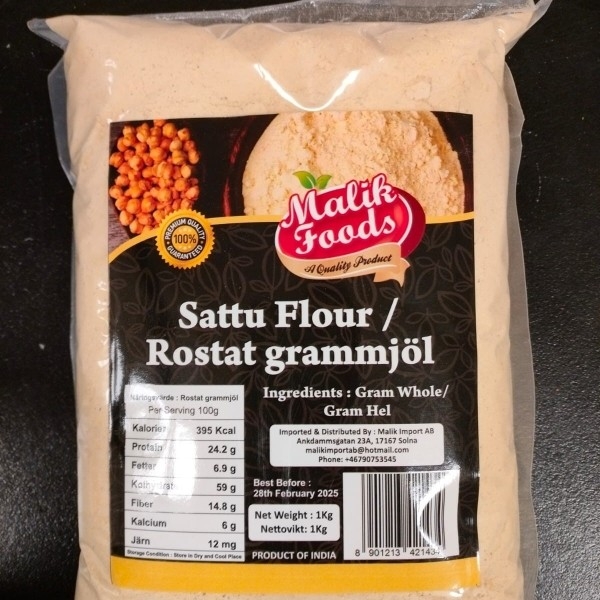 Malik
Foods
A Quality Product
PREMIUM QUALITY
100%
GUARANTEED
Sattu Flour /
Rostat grammjöl
Ingredients : Gram Whole/
Gram Hel
Näringsvärde : Rostat grammjöl
Per Serving 100g
Kalorier 395 Kcal
Protein 24.2 g
Fetter 6.9 g
Kolhydrate 59 g
Fiber 14.8 g
Kalcium 6 g
Järn 12 mg
Storage Condition : Store in Dry and Cool Place
Imported & Distributed By : Malik Import AB
Ankdammsgatan 23A, 17167 Solna
malikimportab@hotmail.com
Phone: +46790753545
Best Before :
28th February 2025
Net Weight : 1Kg
Nettovikt: 1Kg
PRODUCT OF INDIA
8 901213 42143